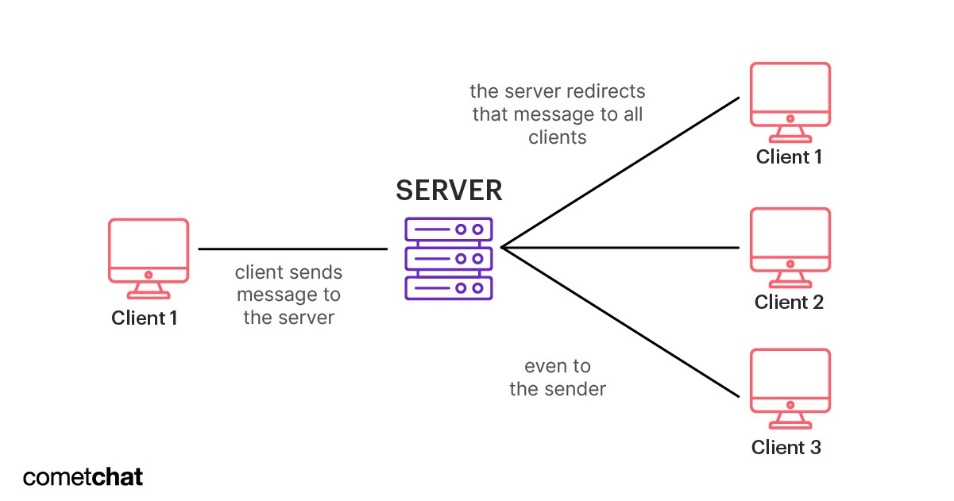 the server redirects
that message to all
clients
Client 1
SERVER
client sends
message to
the server
Client 1
Client 2
even to
the sender
Client 3
cometchat